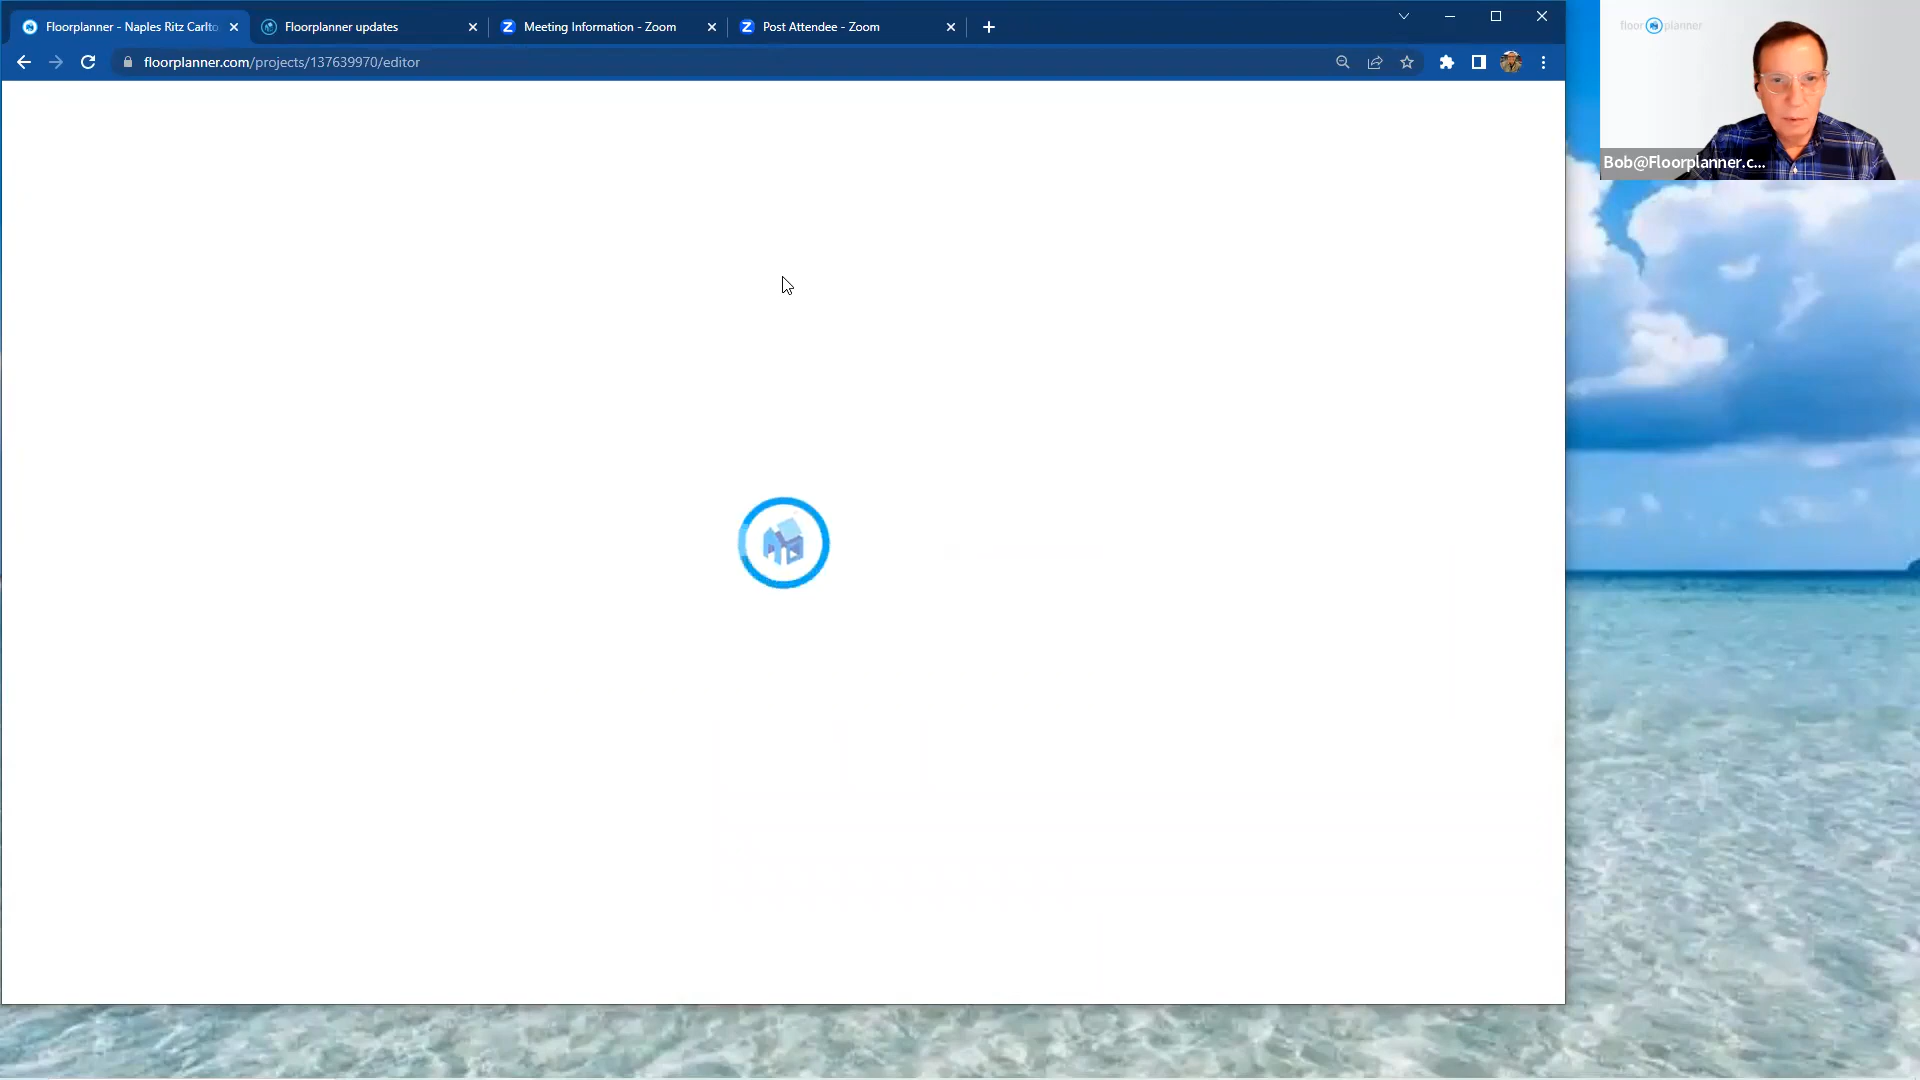 Floorplanner - Naples Ritz Carlto
Floorplanner updates
Meeting Information - Zoom
Post Attendee - Zoom
floorplanner.com/projects/137639970/editor
floor planner
Bob@Floorplanner.c...